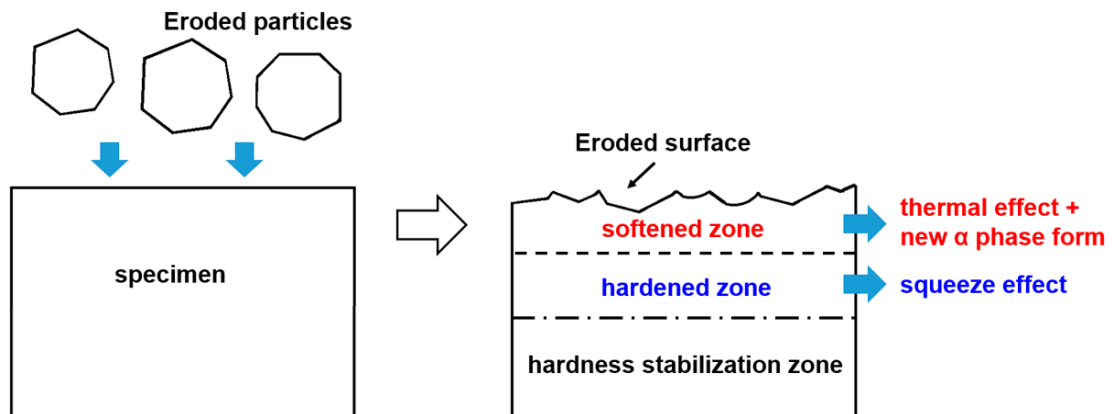 Eroded particles
specimen
Eroded surface
softened zone
thermal effect +
new α phase form
hardened zone
squeeze effect
hardness stabilization zone